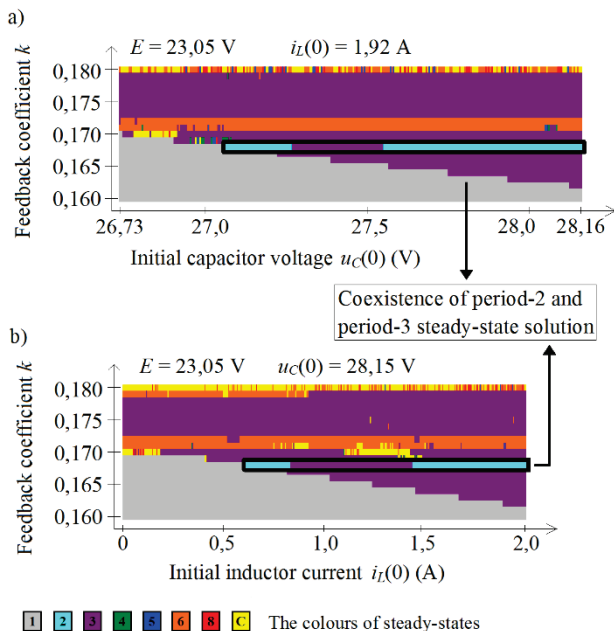 a)
E = 23,05 V iL(0) = 1,92 A
Feedback coefficient k
0,180
0,175
0,170
0,165
0,160
26,73 27,0 27,5 28,0 28,16
Initial capacitor voltage uC(0) (V)
Coexistence of period-2 and
period-3 steady-state solution
b)
E = 23,05 V uC(0) = 28,15 V
Feedback coefficient k
0,180
0,175
0,170
0,165
0,160
0 0,5 1,0 1,5 2,0
Initial inductor current iL(0) (A)
1 2 3 4 5 6 8 C The colours of steady-states